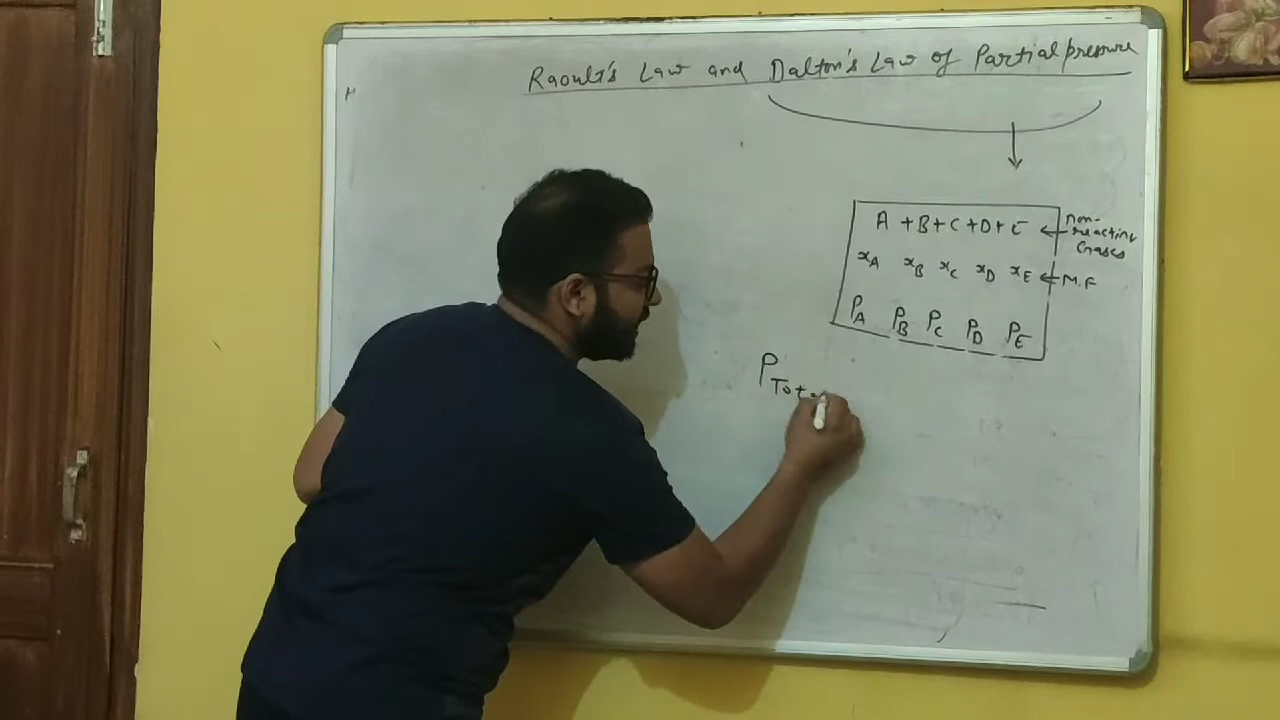 Raoult's Law and Dalton's Law of Partial pressure
A + B + C + D + E ← non-reacting Gases
xA xB xC xD xE ← M.F
PA PB PC PD PE
PTot